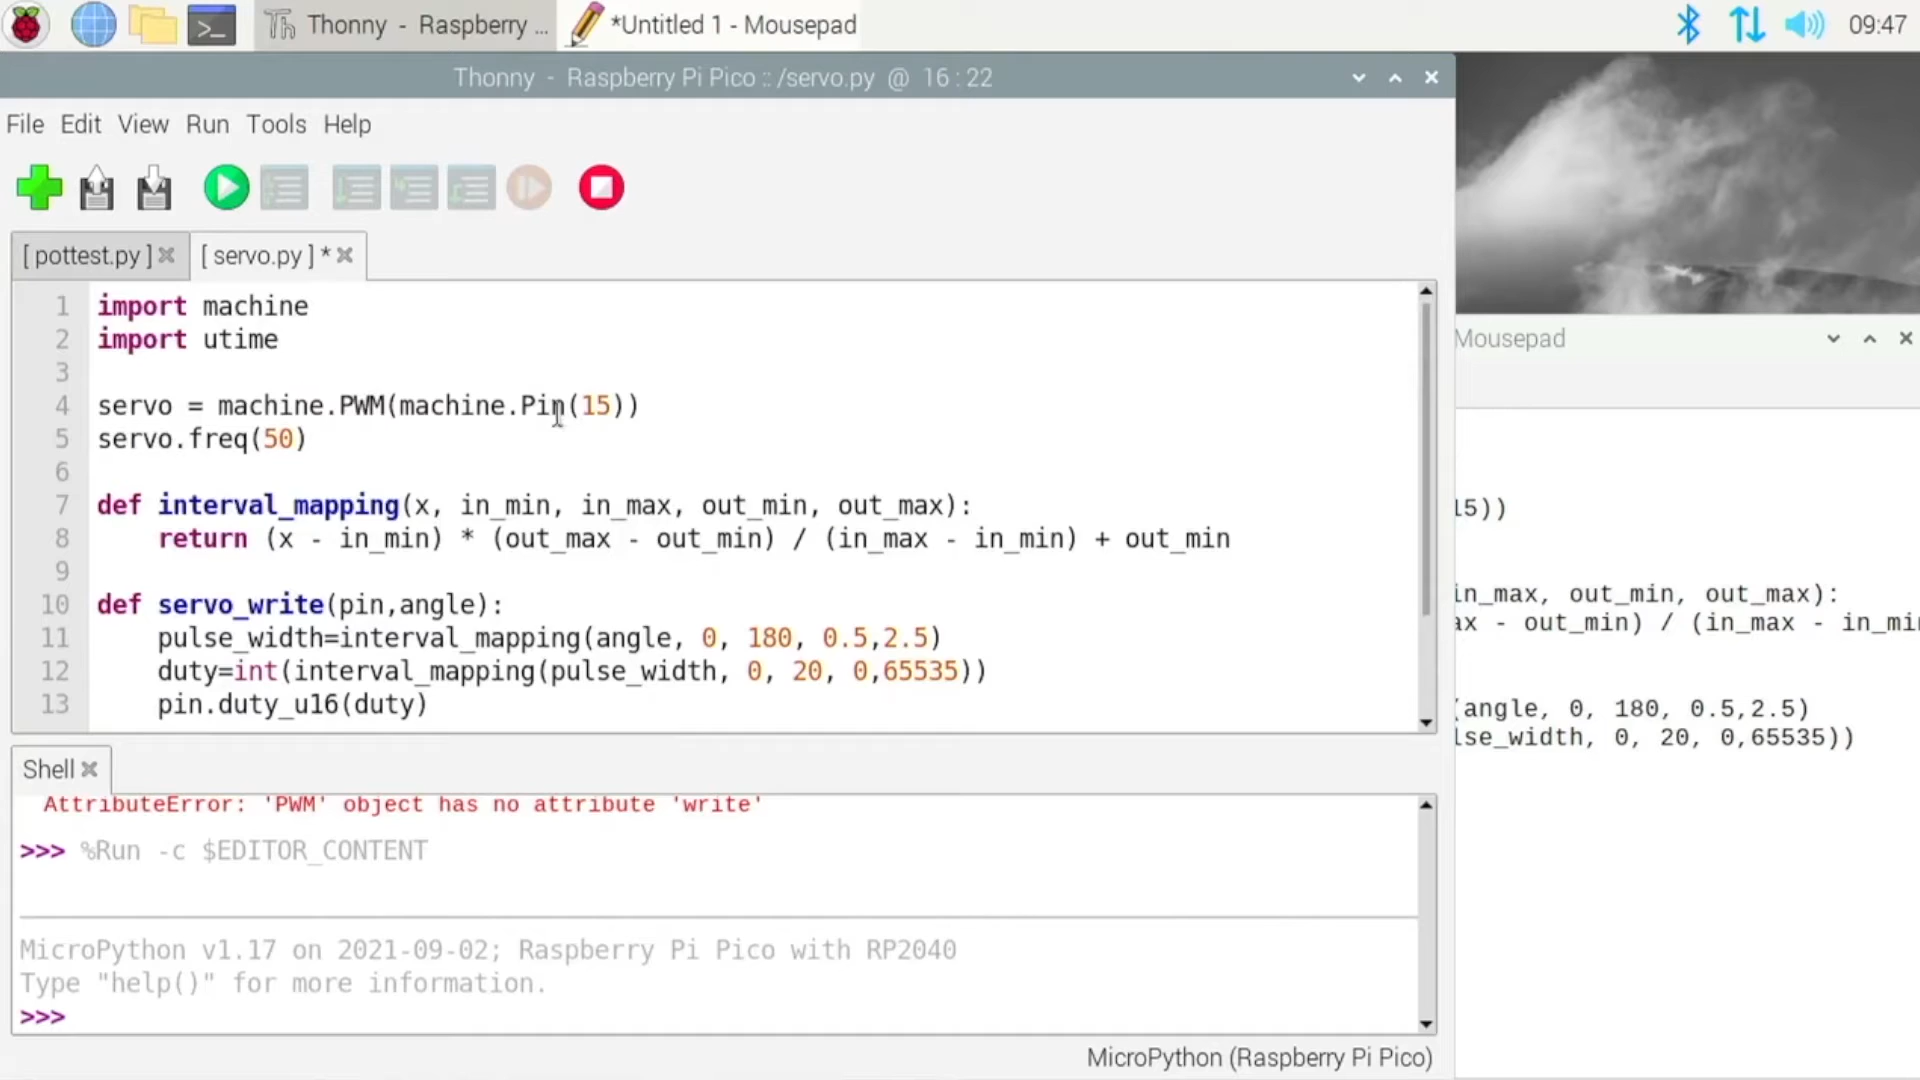 Thonny - Raspberry ...
*Untitled 1 - Mousepad
09:47
Thonny - Raspberry Pi Pico :: /servo.py @ 16 : 22
File Edit View Run Tools Help
[ pottest.py ]
[ servo.py ] *
1 import machine
2 import utime
3
4 servo = machine.PWM(machine.Pin(15))
5 servo.freq(50)
6
7 def interval_mapping(x, in_min, in_max, out_min, out_max):
8 return (x - in_min) * (out_max - out_min) / (in_max - in_min) + out_min
9
10 def servo_write(pin,angle):
11 pulse_width=interval_mapping(angle, 0, 180, 0.5,2.5)
12 duty=int(interval_mapping(pulse_width, 0, 20, 0,65535))
13 pin.duty_u16(duty)
Shell
AttributeError: 'PWM' object has no attribute 'write'
>>> %Run -c $EDITOR_CONTENT
MicroPython v1.17 on 2021-09-02; Raspberry Pi Pico with RP2040
Type "help()" for more information.
>>>
MicroPython (Raspberry Pi Pico)
Mousepad
15))
in_max, out_min, out_max):
ax - out_min) / (in_max - in_mi
(angle, 0, 180, 0.5,2.5)
lse_width, 0, 20, 0,65535))